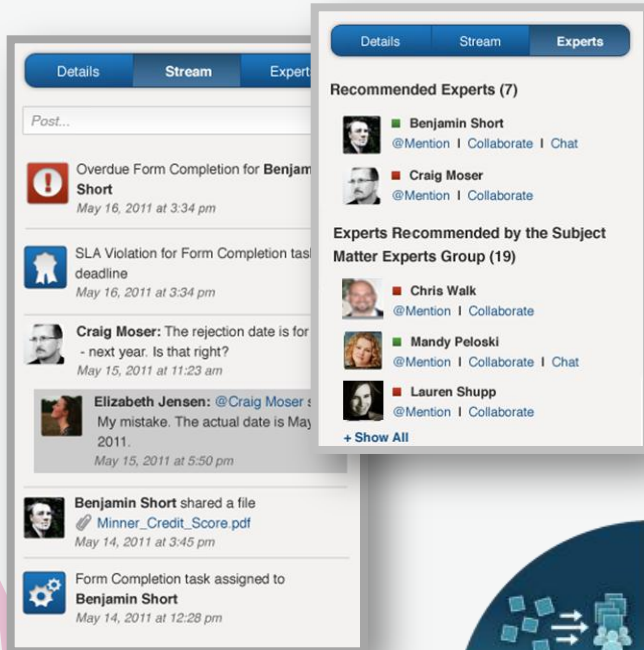 Details
Stream
Expert
Post...
Overdue Form Completion for Benjam
Short
May 16, 2011 at 3:34 pm
SLA Violation for Form Completion tas
deadline
May 16, 2011 at 3:34 pm
Craig Moser: The rejection date is for
- next year. Is that right?
May 15, 2011 at 11:23 am
Elizabeth Jensen: @Craig Moser s
My mistake. The actual date is May
2011.
May 15, 2011 at 5:50 pm
Benjamin Short shared a file
Minner_Credit_Score.pdf
May 14, 2011 at 3:45 pm
Form Completion task assigned to
Benjamin Short
May 14, 2011 at 12:28 pm
Details
Stream
Experts
Recommended Experts (7)
Benjamin Short
@Mention I Collaborate I Chat
Craig Moser
@Mention I Collaborate
Experts Recommended by the Subject
Matter Experts Group (19)
Chris Walk
@Mention I Collaborate
Mandy Peloski
@Mention I Collaborate I Chat
Lauren Shupp
@Mention I Collaborate
+ Show All